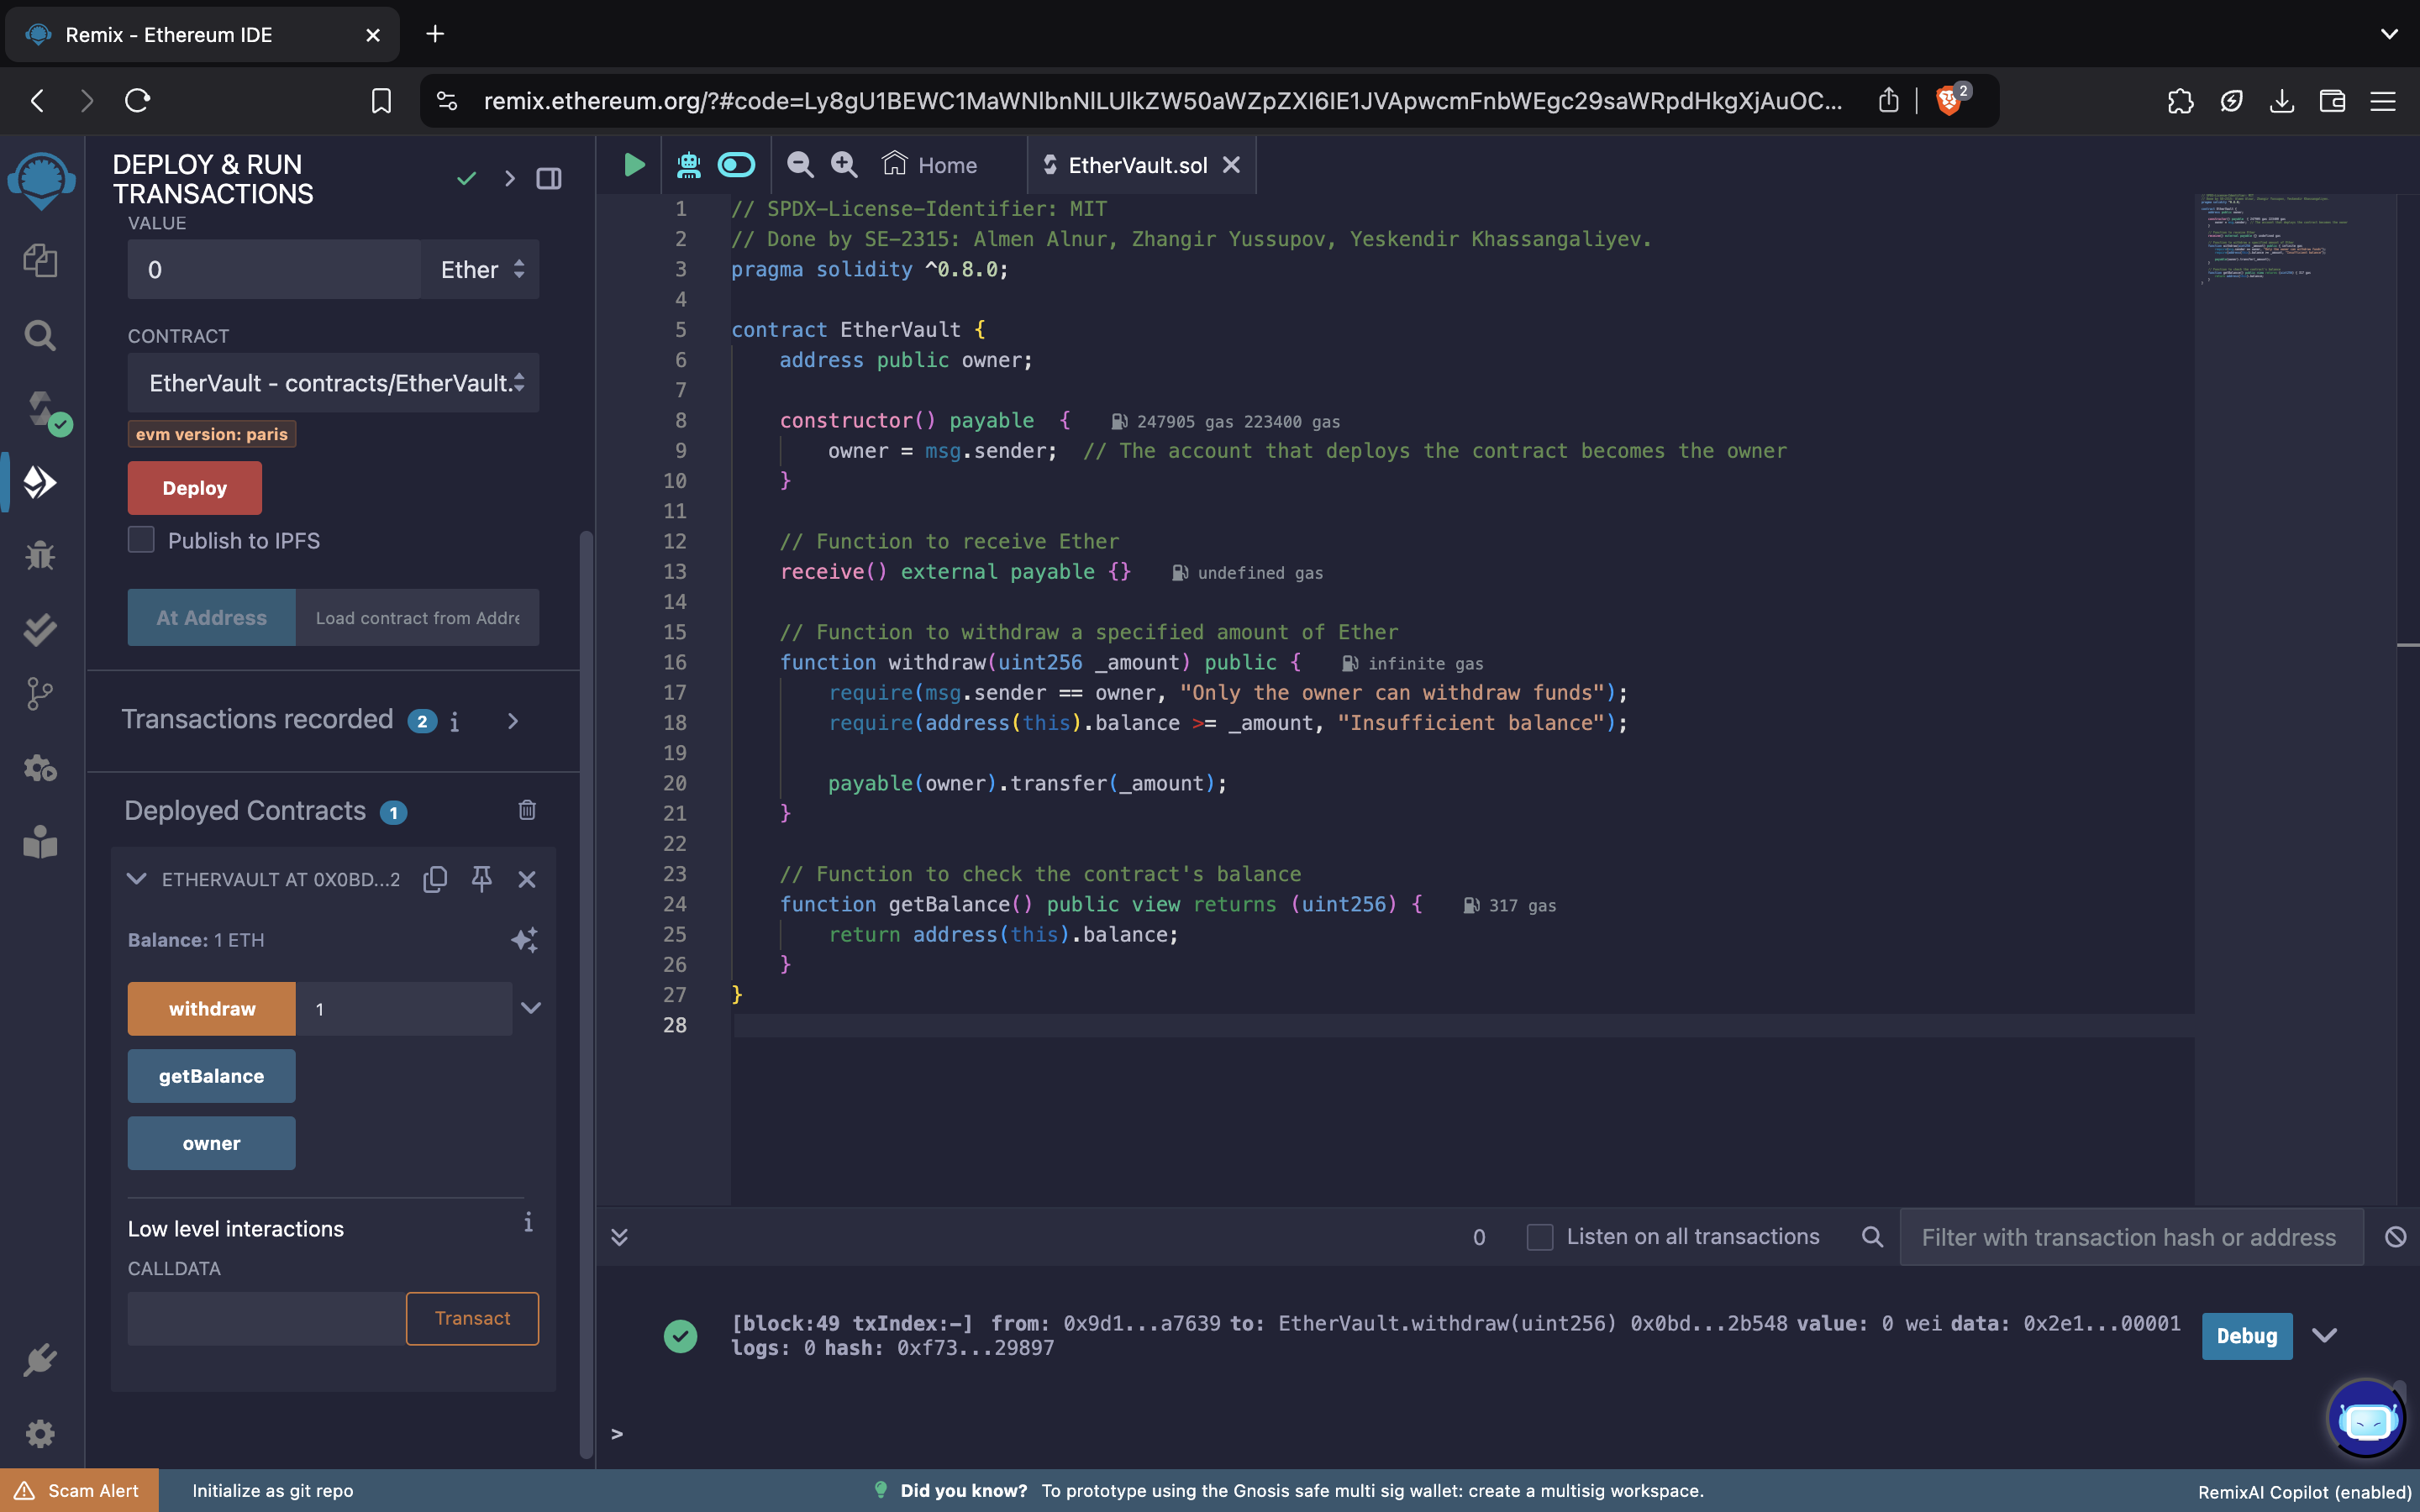 Remix - Ethereum IDE
remix.ethereum.org/?#code=Ly8gU1BEWC1MaWNlbnNlLUlkZW50aWZpZXI6IE1JVApwcmFnbWEgc29saWRpdHkgXjAuOC...
2
DEPLOY & RUN
TRANSACTIONS
VALUE
0
Ether
CONTRACT
EtherVault - contracts/EtherVault.
evm version: paris
Deploy
Publish to IPFS
At Address
Load contract from Addre
Transactions recorded 2 i
Deployed Contracts 1
ETHERVAULT AT 0X0BD...2
Balance: 1 ETH
withdraw
1
getBalance
owner
Low level interactions
i
CALLDATA
Transact
Home
EtherVault.sol
1 // SPDX-License-Identifier: MIT
2 // Done by SE-2315: Almen Alnur, Zhangir Yussupov, Yeskendir Khassangaliyev.
3 pragma solidity ^0.8.0;
4
5 contract EtherVault {
6 address public owner;
7
8 constructor() payable  { 247905 gas 223400 gas
9 owner = msg.sender;  // The account that deploys the contract becomes the owner
10 }
11
12 // Function to receive Ether
13 receive() external payable {} undefined gas
14
15 // Function to withdraw a specified amount of Ether
16 function withdraw(uint256 _amount) public { infinite gas
17 require(msg.sender == owner, "Only the owner can withdraw funds");
18 require(address(this).balance >= _amount, "Insufficient balance");
19
20 payable(owner).transfer(_amount);
21 }
22
23 // Function to check the contract's balance
24 function getBalance() public view returns (uint256) { 317 gas
25 return address(this).balance;
26 }
27 }
28
0
Listen on all transactions
Filter with transaction hash or address
[block:49 txIndex:-] from: 0x9d1...a7639 to: EtherVault.withdraw(uint256) 0x0bd...2b548 value: 0 wei data: 0x2e1...00001
logs: 0 hash: 0xf73...29897
Debug
>
Scam Alert
Initialize as git repo
Did you know? To prototype using the Gnosis safe multi sig wallet: create a multisig workspace.
RemixAI Copilot (enabled)